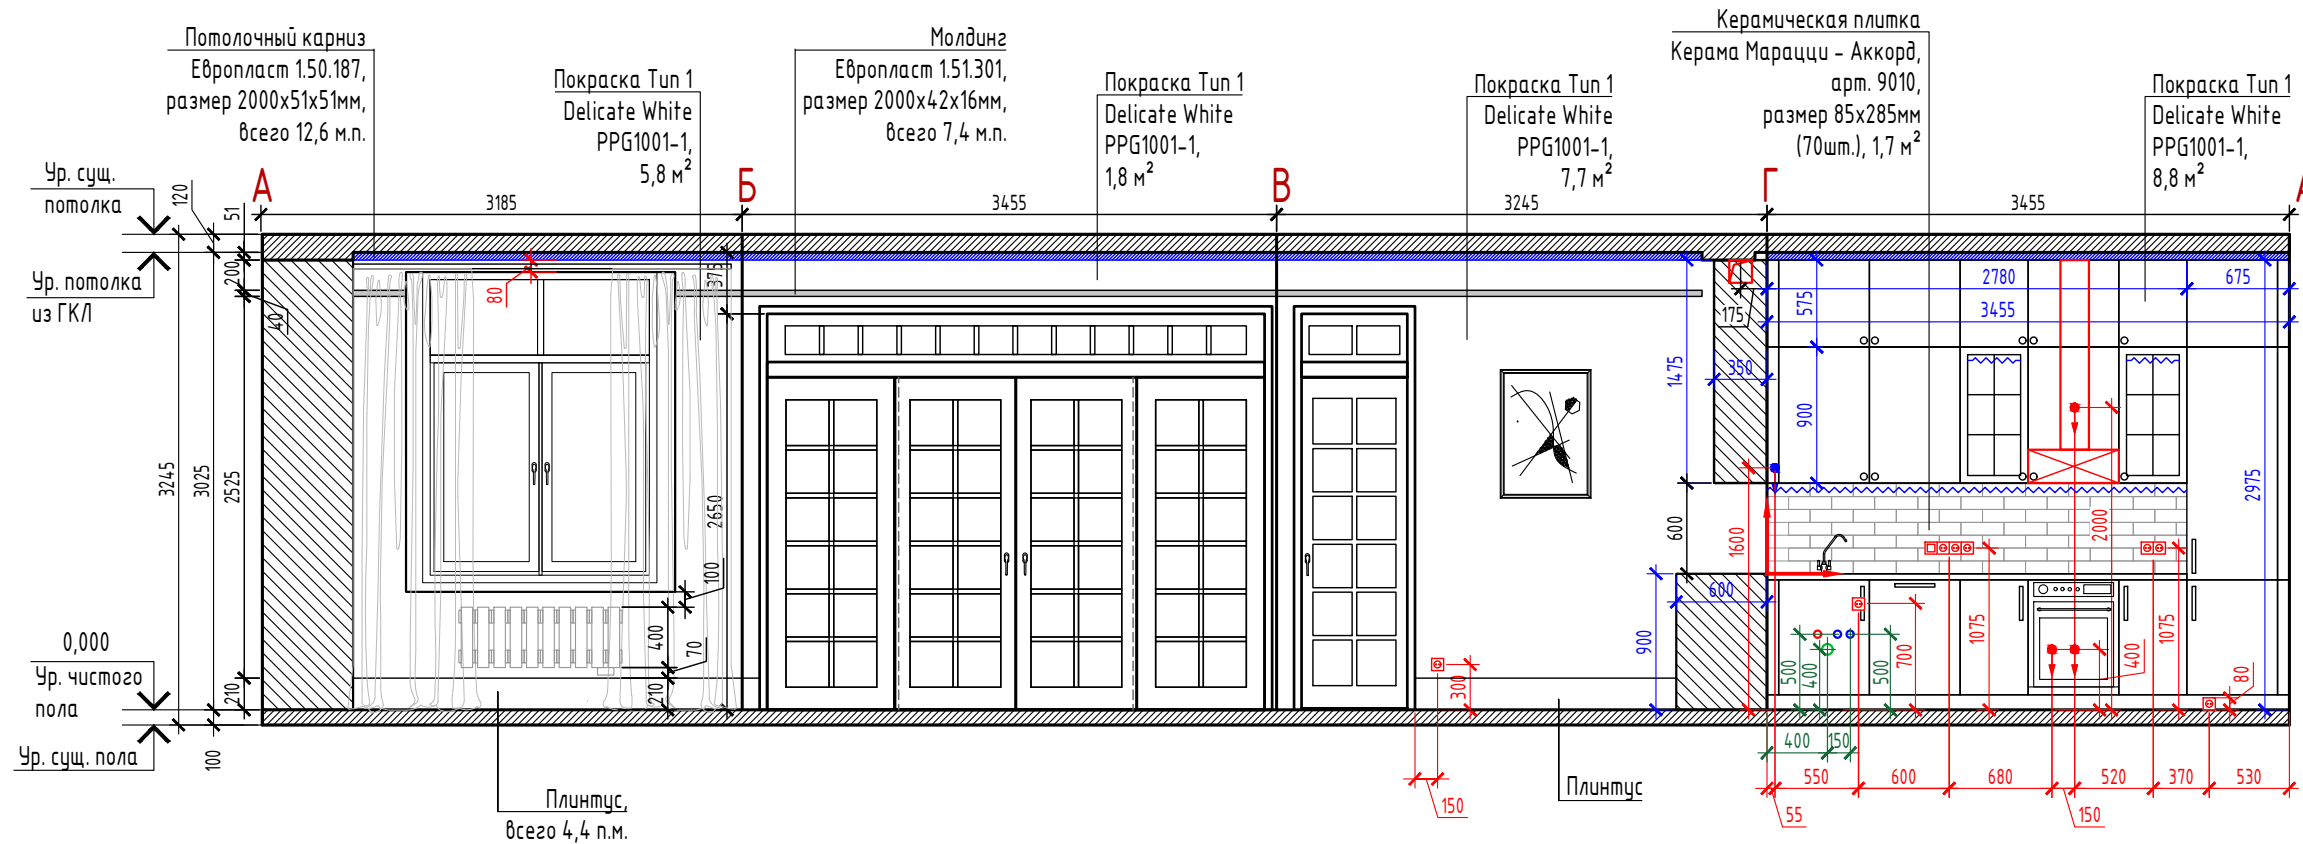 Потолочный карниз
Европласт 1.50.187,
размер 2000х51х51мм,
всего 12,6 м.п.
Покраска Тип 1
Delicate White
PPG1001-1,
5,8 м²
Молдинг
Европласт 1.51.301,
размер 2000х42х16мм,
всего 7,4 м.п.
Покраска Тип 1
Delicate White
PPG1001-1,
1,8 м²
Покраска Тип 1
Delicate White
PPG1001-1,
7,7 м²
Керамическая плитка
Керама Марацци - Аккорд,
арт. 9010,
размер 85х285мм
(70шт.), 1,7 м²
Покраска Тип 1
Delicate White
PPG1001-1,
8,8 м²
Ур. сущ.
потолка
Ур. потолка
из ГКЛ
0,000
Ур. чистого
пола
Ур. сущ. пола
А
Б
В
Г
А
3185
3455
3245
3455
120
51
200
40
3245
3025
2525
210
100
80
375
2650
100
400
70
210
300
150
1475
600
900
600
350
175
1600
575
900
2780
675
3455
2975
2000
1075
1075
700
500
400
500
400
80
400
150
550
600
680
520
370
530
55
150
Плинтус,
всего 4,4 п.м.
Плинтус